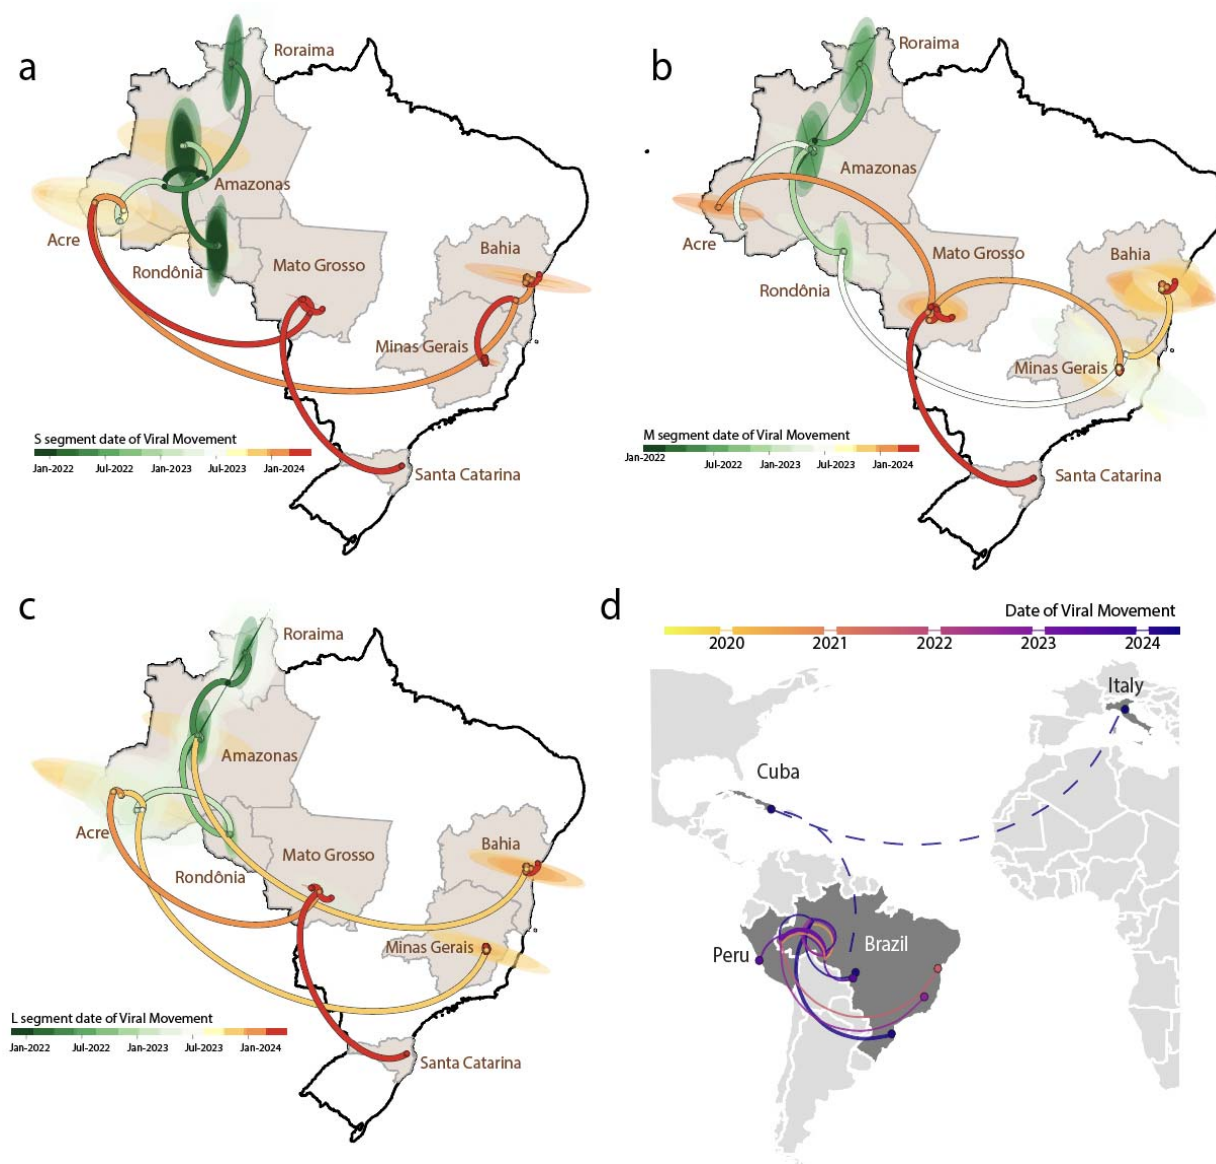 a
Roraima
Amazonas
Acre
Rondônia
Mato Grosso
Bahia
Minas Gerais
S segment date of Viral Movement
Jan-2022 Jul-2022 Jan-2023 Jul-2023 Jan-2024
Santa Catarina
b
Roraima
Amazonas
Acre
Rondônia
Mato Grosso
Bahia
Minas Gerais
M segment date of Viral Movement
Jan-2022 Jul-2022 Jan-2023 Jul-2023 Jan-2024
Santa Catarina
c
Roraima
Amazonas
Acre
Rondônia
Mato Grosso
Bahia
Minas Gerais
L segment date of Viral Movement
Jan-2022 Jul-2022 Jan-2023 Jul-2023 Jan-2024
Santa Catarina
d
Date of Viral Movement
2020 2021 2022 2023 2024
Italy
Cuba
Peru
Brazil